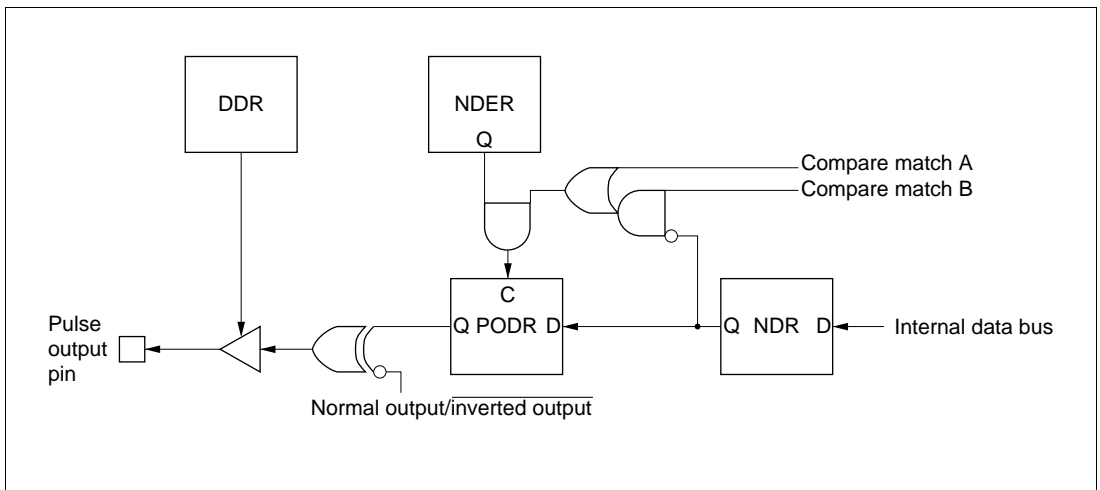 DDR
NDER
Q
Compare match A
Compare match B
C
Q PODR D
Q NDR D
Internal data bus
Pulse
output
pin
Normal output/inverted output